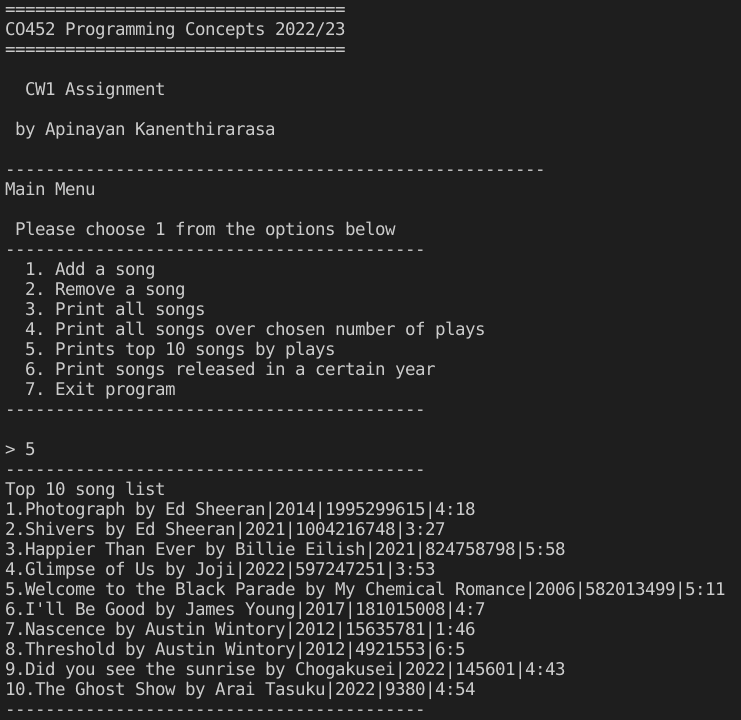 ==================================
CO452 Programming Concepts 2022/23
==================================
CW1 Assignment
by Apinayan Kanenthirarasa
------------------------------------------------------
Main Menu
Please choose 1 from the options below
------------------------------------------
1. Add a song
2. Remove a song
3. Print all songs
4. Print all songs over chosen number of plays
5. Prints top 10 songs by plays
6. Print songs released in a certain year
7. Exit program
------------------------------------------
> 5
------------------------------------------
Top 10 song list
1.Photograph by Ed Sheeran|2014|1995299615|4:18
2.Shivers by Ed Sheeran|2021|1004216748|3:27
3.Happier Than Ever by Billie Eilish|2021|824758798|5:58
4.Glimpse of Us by Joji|2022|597247251|3:53
5.Welcome to the Black Parade by My Chemical Romance|2006|582013499|5:11
6.I'll Be Good by James Young|2017|181015008|4:7
7.Nascence by Austin Wintory|2012|15635781|1:46
8.Threshold by Austin Wintory|2012|4921553|6:5
9.Did you see the sunrise by Chogakusei|2022|145601|4:43
10.The Ghost Show by Arai Tasuku|2022|9380|4:54
------------------------------------------